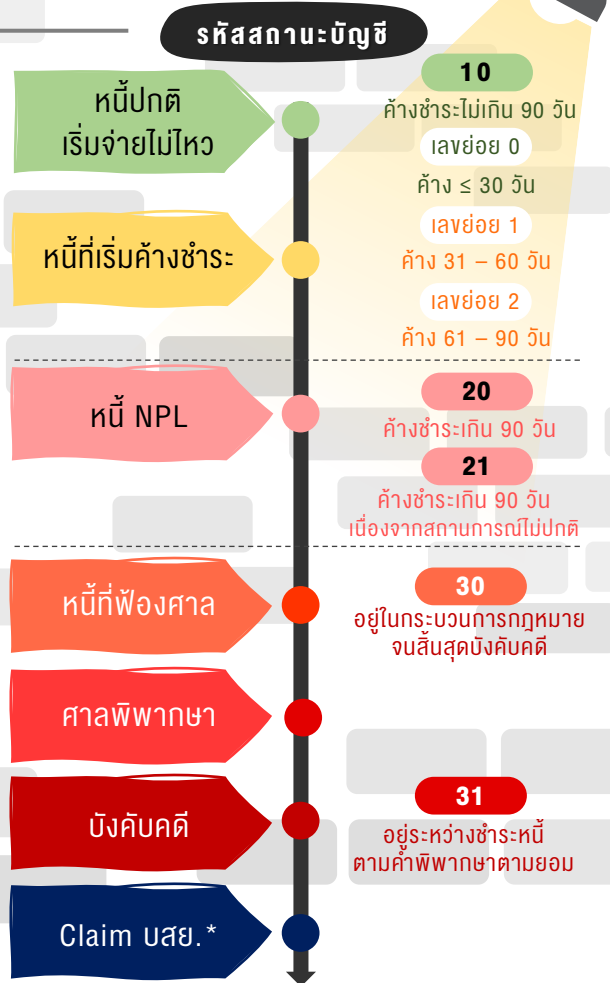 รหัสสถานะบัญชี
หนี้ปกติ
เริ่มจ่ายไม่ไหว
10
ค้างชำระไม่เกิน 90 วัน
เลขย่อย 0
ค้าง ≤ 30 วัน
หนี้ที่เริ่มค้างชำระ
เลขย่อย 1
ค้าง 31 – 60 วัน
เลขย่อย 2
ค้าง 61 – 90 วัน
หนี้ NPL
20
ค้างชำระเกิน 90 วัน
21
ค้างชำระเกิน 90 วัน
เนื่องจากสถานการณ์ไม่ปกติ
หนี้ที่ฟ้องศาล
30
อยู่ในกระบวนการกฎหมาย
จนสิ้นสุดบังคับคดี
ศาลพิพากษา
บังคับคดี
31
อยู่ระหว่างชำระหนี้
ตามคำพิพากษาตามยอม
Claim บสย.*